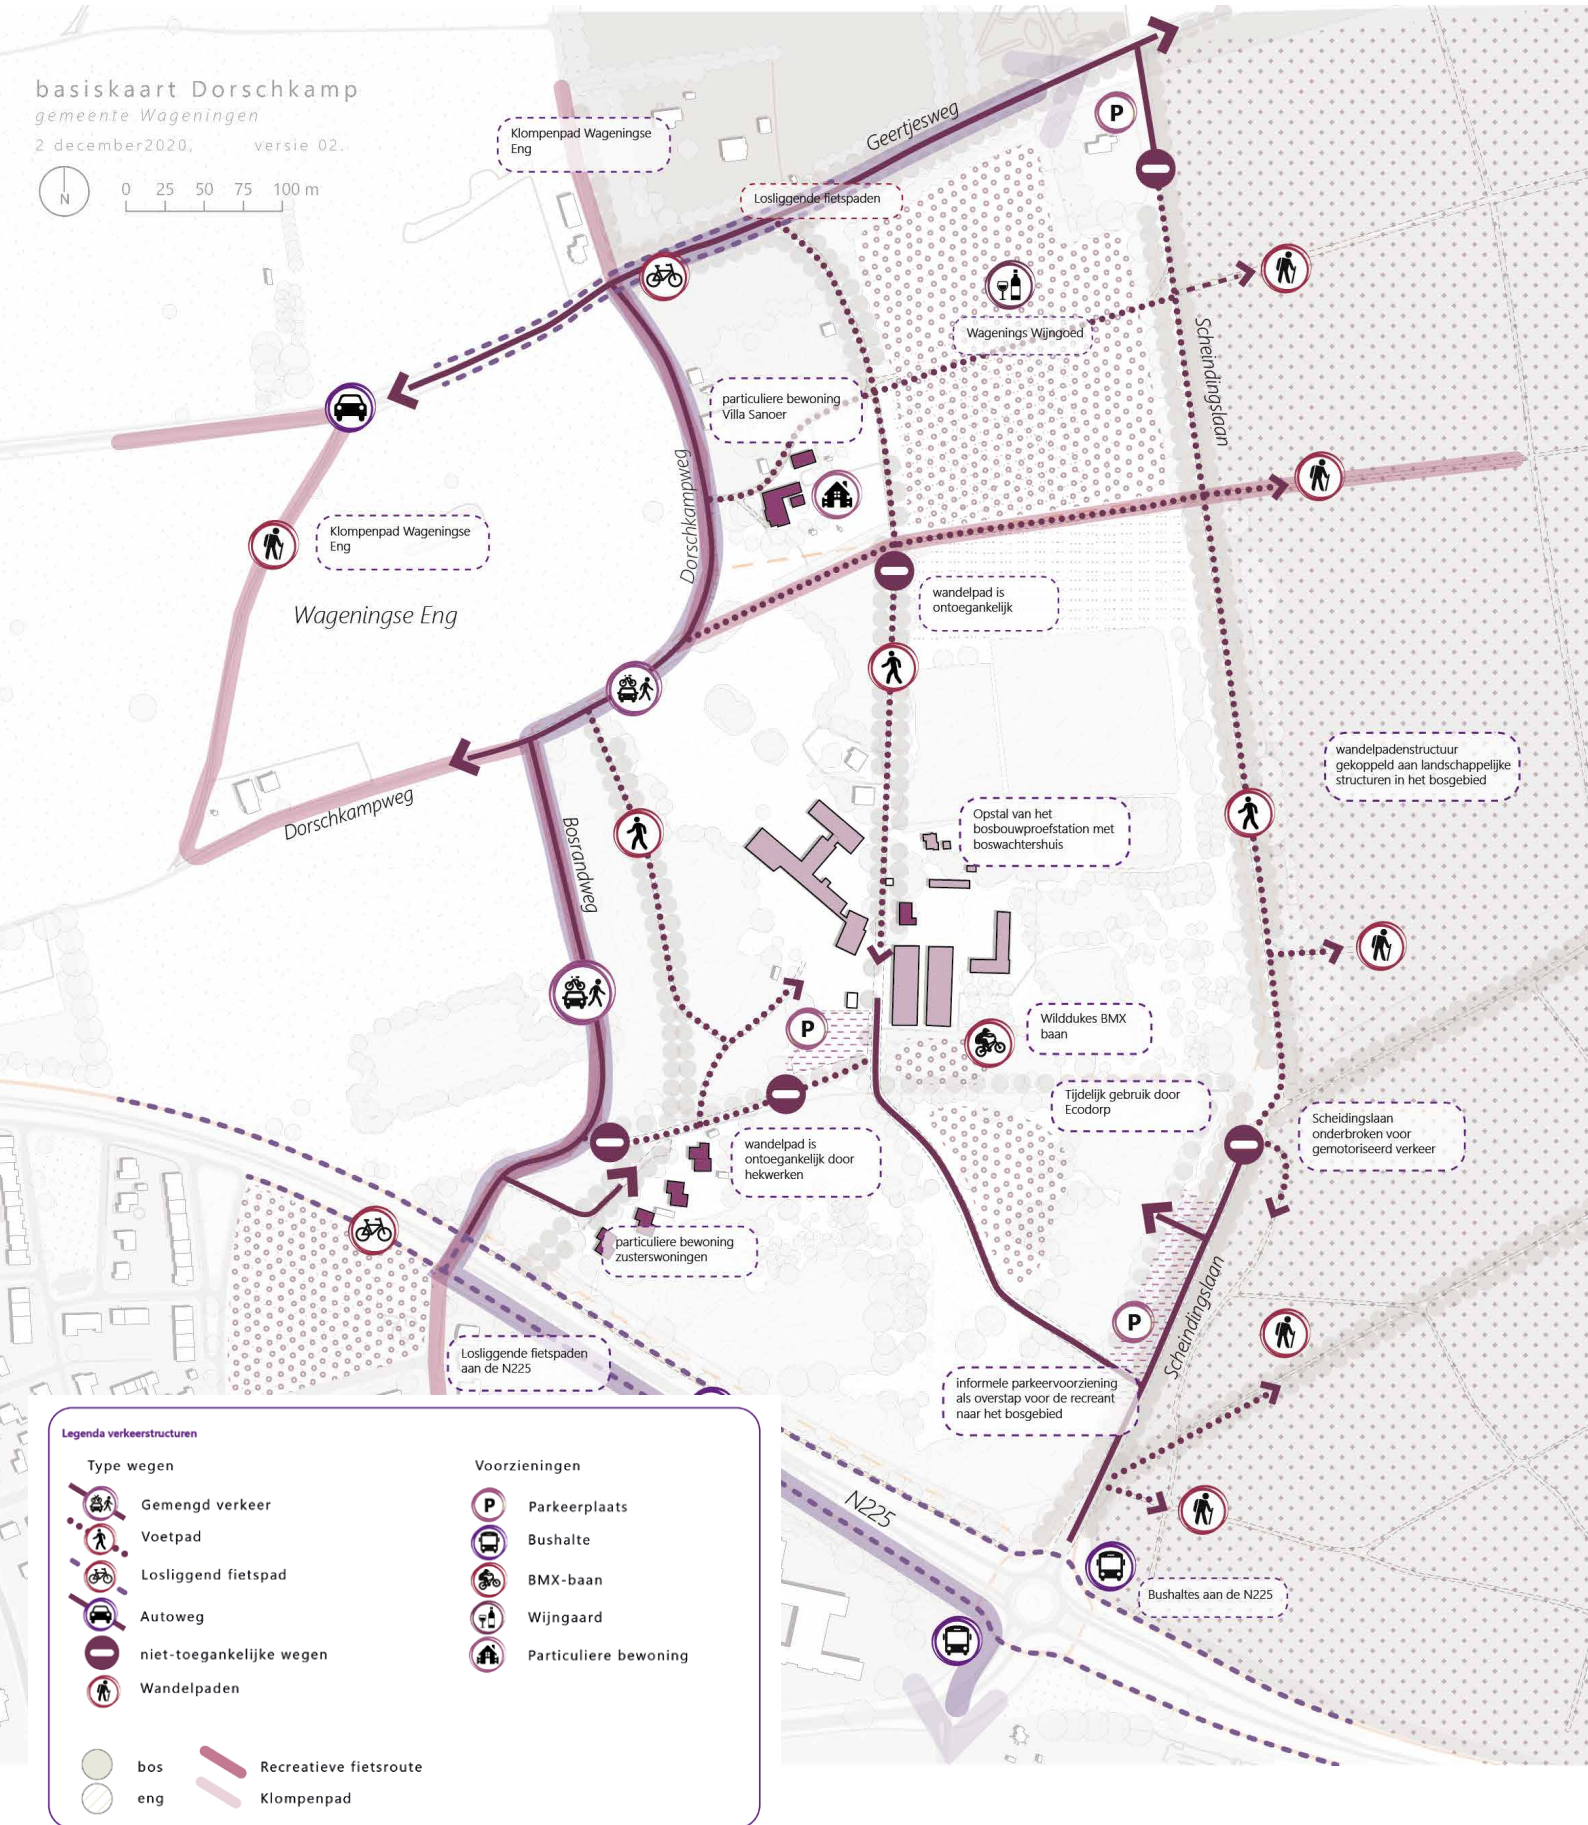 basiskaart Dorschkamp
gemeente Wageningen
2 december2020, versie 02.
N
0 25 50 75 100 m
Klompenpad Wageningse
Eng
Geertjesweg
P
Losliggende fietspaden
Wagenings Wijngoed
Scheindingslaan
particuliere bewoning
Villa Sanoer
Dorschkampweg
Klompenpad Wageningse
Eng
Wageningse Eng
wandelpad is
ontoegankelijk
wandelpadenstructuur
gekoppeld aan landschappelijke
structuren in het bosgebied
Dorschkampweg
Bosrandweg
Opstal van het
bosbouwproefstation met
boswachtershuis
P
Wilddukes BMX
baan
Tijdelijk gebruik door
Ecodorp
Scheidingslaan
onderbroken voor
gemotoriseerd verkeer
wandelpad is
ontoegankelijk door
hekwerken
particuliere bewoning
zusterswoningen
Scheindingslaan
P
Losliggende fietspaden
aan de N225
informele parkeervoorziening
als overstap voor de recreant
naar het bosgebied
N225
Bushaltes aan de N225
Legenda verkeerstructuren
Type wegen
Gemengd verkeer
Voetpad
Losliggend fietspad
Autoweg
niet-toegankelijke wegen
Wandelpaden
Voorzieningen
P Parkeerplaats
Bushalte
BMX-baan
Wijngaard
Particuliere bewoning
bos
eng
Recreatieve fietsroute
Klompenpad